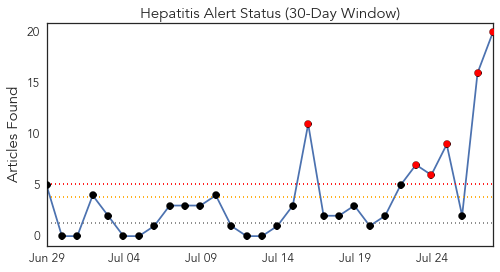 Hepatitis Alert Status (30-Day Window)
Articles Found
20
15
10
5
0
Jun 29
Jul 04
Jul 09
Jul 14
Jul 19
Jul 24